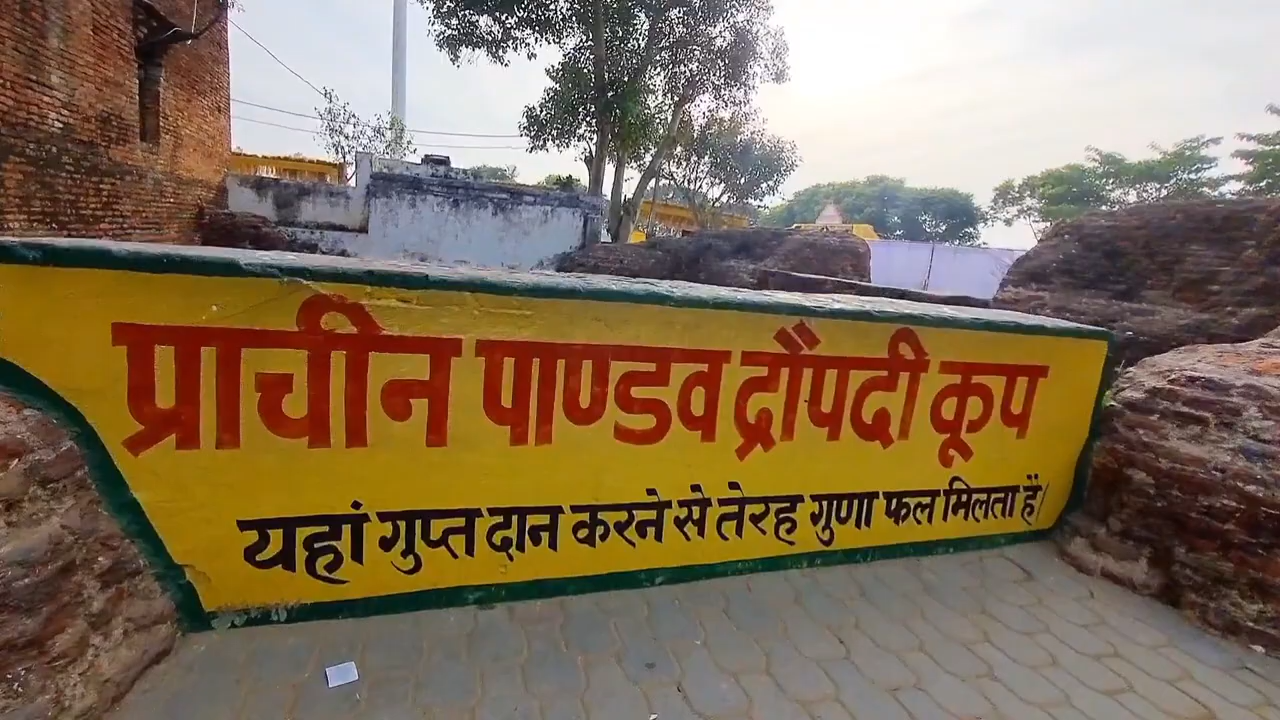 प्राचीन पाण्डव द्रौपदी कूप
यहां गुप्त दान करने से तेरह गुणा फल मिलता है।